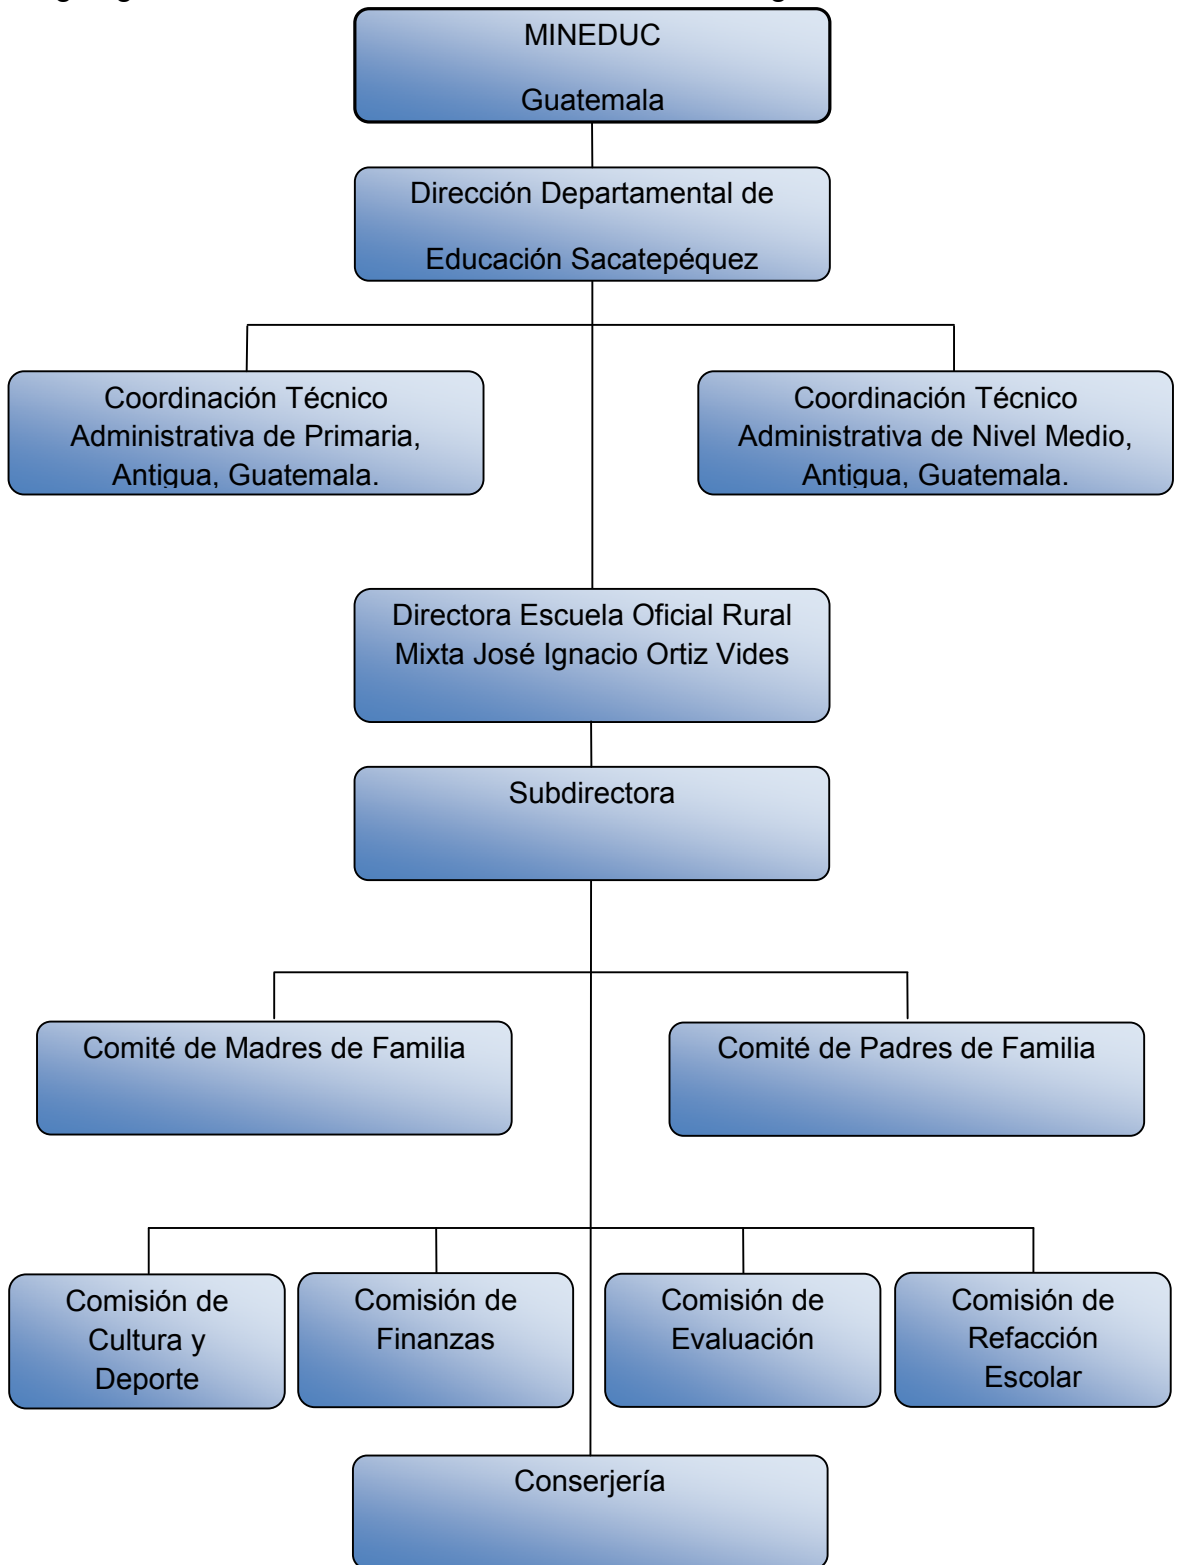 MINEDUC
Guatemala
Dirección Departamental de
Educación Sacatepéquez
Coordinación Técnico
Administrativa de Primaria,
Antigua, Guatemala.
Coordinación Técnico
Administrativa de Nivel Medio,
Antigua, Guatemala.
Directora Escuela Oficial Rural
Mixta José Ignacio Ortiz Vides
Subdirectora
Comité de Madres de Familia
Comité de Padres de Familia
Comisión de
Cultura y
Deporte
Comisión de
Finanzas
Comisión de
Evaluación
Comisión de
Refacción
Escolar
Conserjería